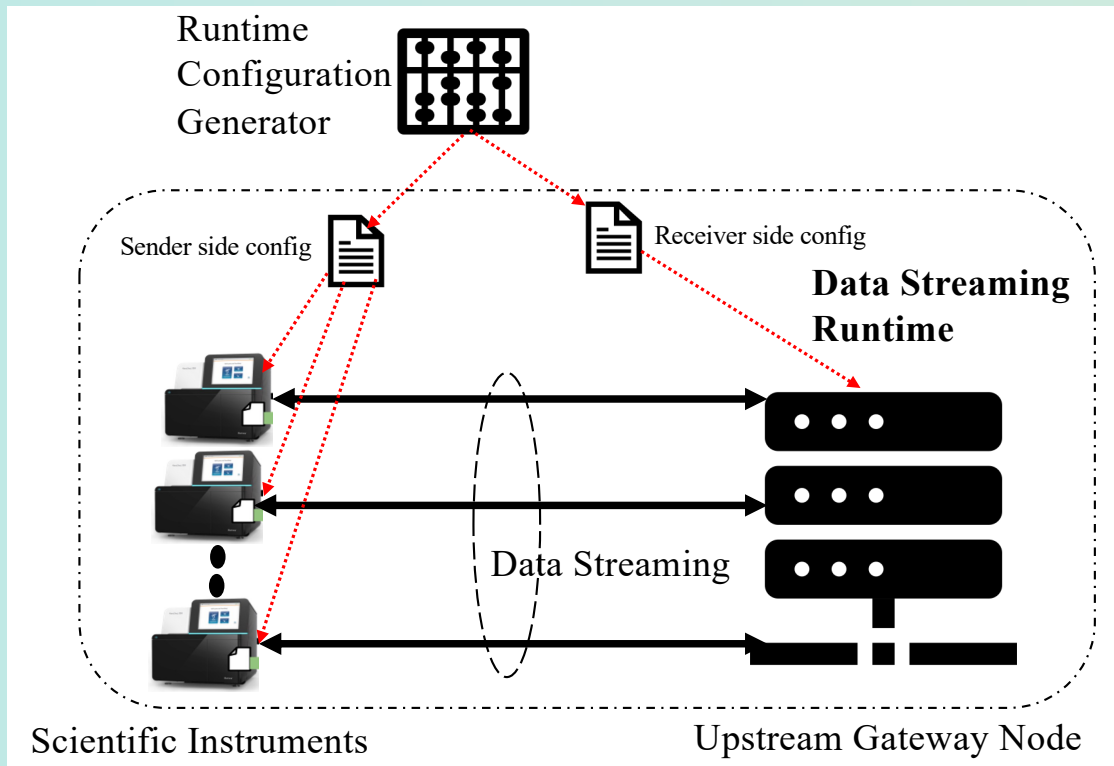 Runtime
Configuration
Generator
Sender side config
Receiver side config
Data Streaming
Runtime
Data Streaming
Scientific Instruments
Upstream Gateway Node